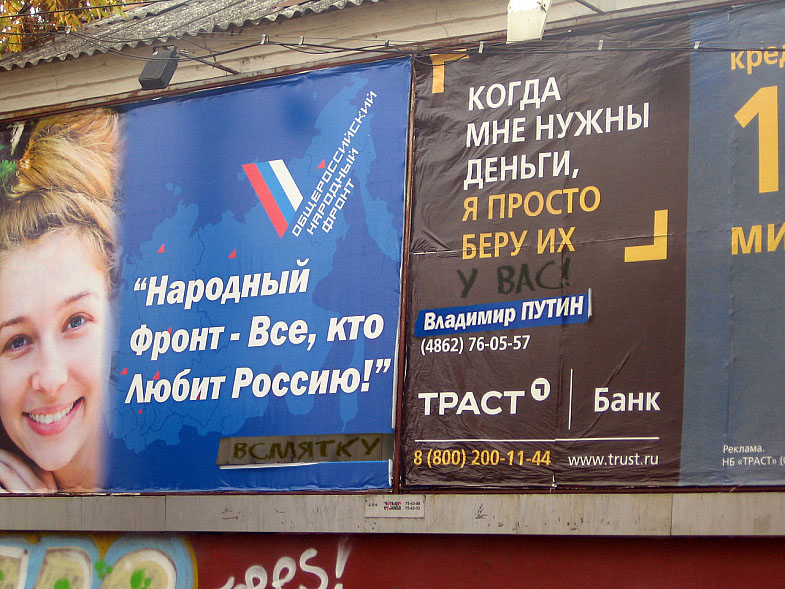 ОБЩЕРОССИЙСКИЙ
НАРОДНЫЙ
ФРОНТ
“Народный
Фронт - Все, кто
Любит Россию!”
ВСМЯТКУ
КОГДА
МНЕ НУЖНЫ
ДЕНЬГИ,
Я ПРОСТО
БЕРУ ИХ
У ВАС!
Владимир ПУТИН
(4862) 76-05-57
ТРАСТ
Банк
8 (800) 200-11-44 www.trust.ru
кред
1
ми
Реклама.
НБ «ТРАСТ» (